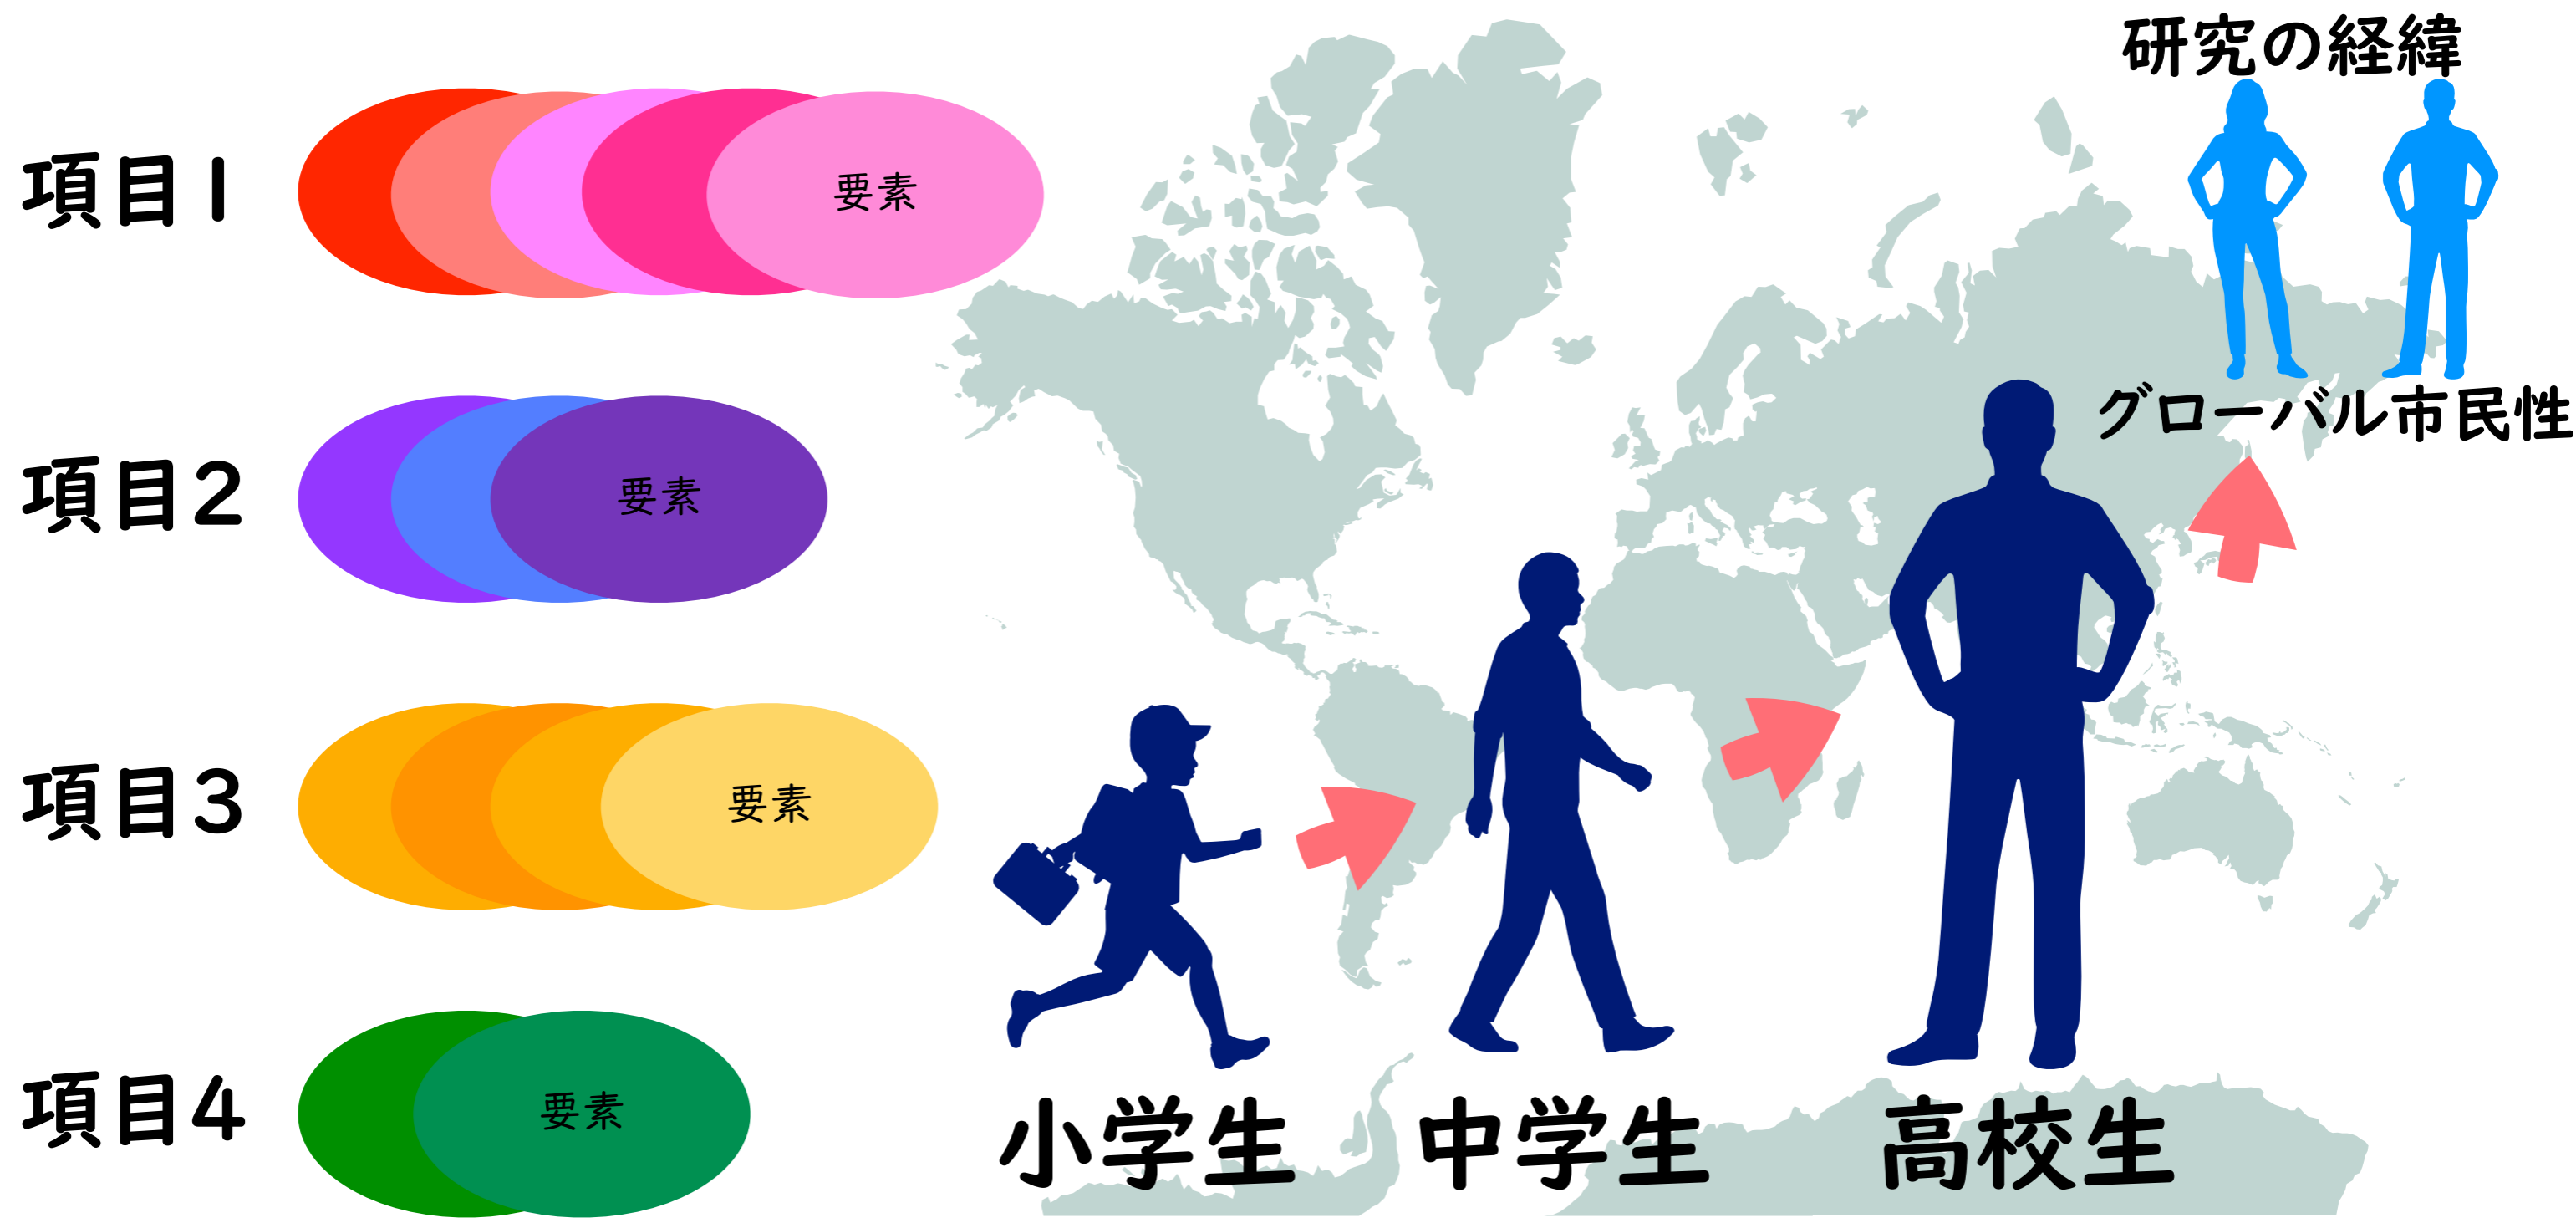 研究の経緯
項目1
要素
グローバル市民性
項目2
要素
項目3
要素
項目4
要素
小学生
中学生
高校生